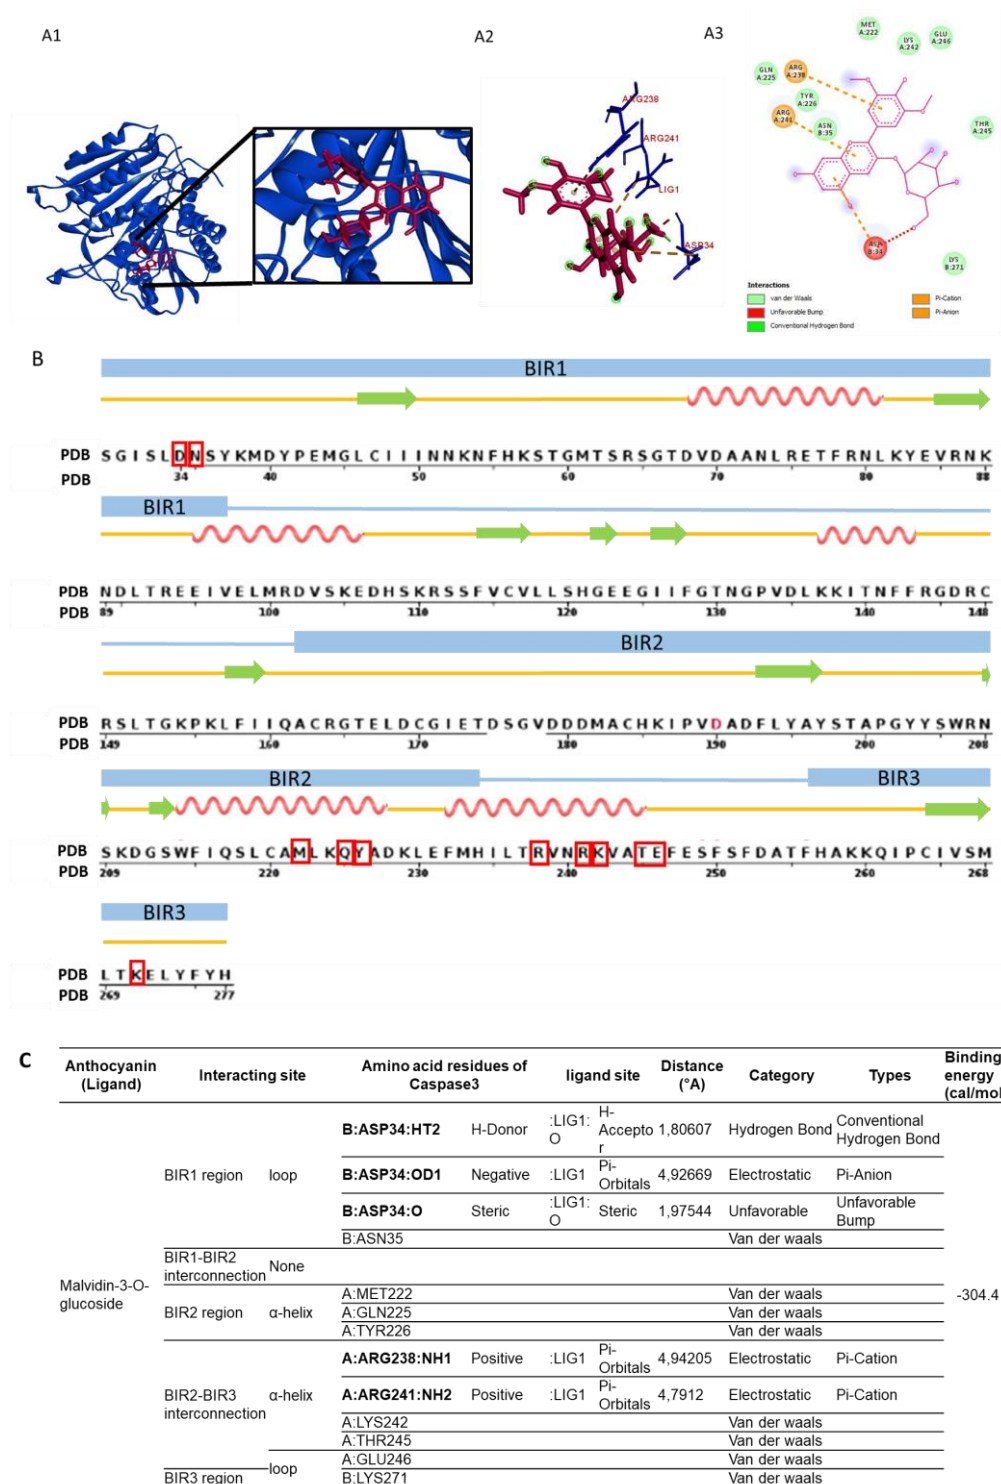 A1
A2
A3
ARG238
ARG241
LIG1
ASP34
MET
A:222
LYS
A:242
GLU
A:246
GLN
A:225
ARG
A:238
TYR
A:226
ARG
A:241
ASN
B:35
THR
A:245
ASP
B:34
LYS
B:271
Interactions
van der Waals
Unfavorable Bump
Conventional Hydrogen Bond
Pi-Cation
Pi-Anion
B
BIR1
PDB SGISLDNSYKMDYPEMGLCIIINNKNFHKSTGMTSRSGTDVDAANLRETFRNLKYEVRNK
PDB 34 40 50 60 70 80 88
BIR1
PDB NDLTREEIVELMRDVSKEDHSKRSSFVCVLLSHGEEGIIFGTNGPVDLKKITNFFRGDRC
PDB 89 100 110 120 130 140 148
BIR2
PDB RSLTGKPKLFIIQACRGTELDCGIETDSGVDDDMACHKIPVDADFLYAYSTAPGYYSWRN
PDB 149 160 170 180 190 200 208
BIR2 BIR3
PDB SKDGSWFIQSLCAMLKQYADKLEFMHILTRVNRKVATEFESFSFDATFHAKKQIPCIVSM
PDB 209 220 230 240 250 260 268
BIR3
PDB LTKELYFYH
PDB 269 277
C
Anthocyanin (Ligand) Interacting site Amino acid residues of Caspase3 ligand site Distance (°A) Category Types Binding energy (cal/mol
B:ASP34:HT2 H-Donor :LIG1:O H-Acceptor 1,80607 Hydrogen Bond Conventional Hydrogen Bond
BIR1 region loop B:ASP34:OD1 Negative :LIG1 Pi-Orbitals 4,92669 Electrostatic Pi-Anion
B:ASP34:O Steric :LIG1:O Steric 1,97544 Unfavorable Unfavorable Bump
B:ASN35 Van der waals
BIR1-BIR2 interconnection None
Malvidin-3-O-glucoside
A:MET222 Van der waals -304.4
BIR2 region α-helix A:GLN225 Van der waals
A:TYR226 Van der waals
A:ARG238:NH1 Positive :LIG1 Pi-Orbitals 4,94205 Electrostatic Pi-Cation
BIR2-BIR3 interconnection α-helix A:ARG241:NH2 Positive :LIG1 Pi-Orbitals 4,7912 Electrostatic Pi-Cation
A:LYS242 Van der waals
A:THR245 Van der waals
loop A:GLU246 Van der waals
BIR3 region B:LYS271 Van der waals